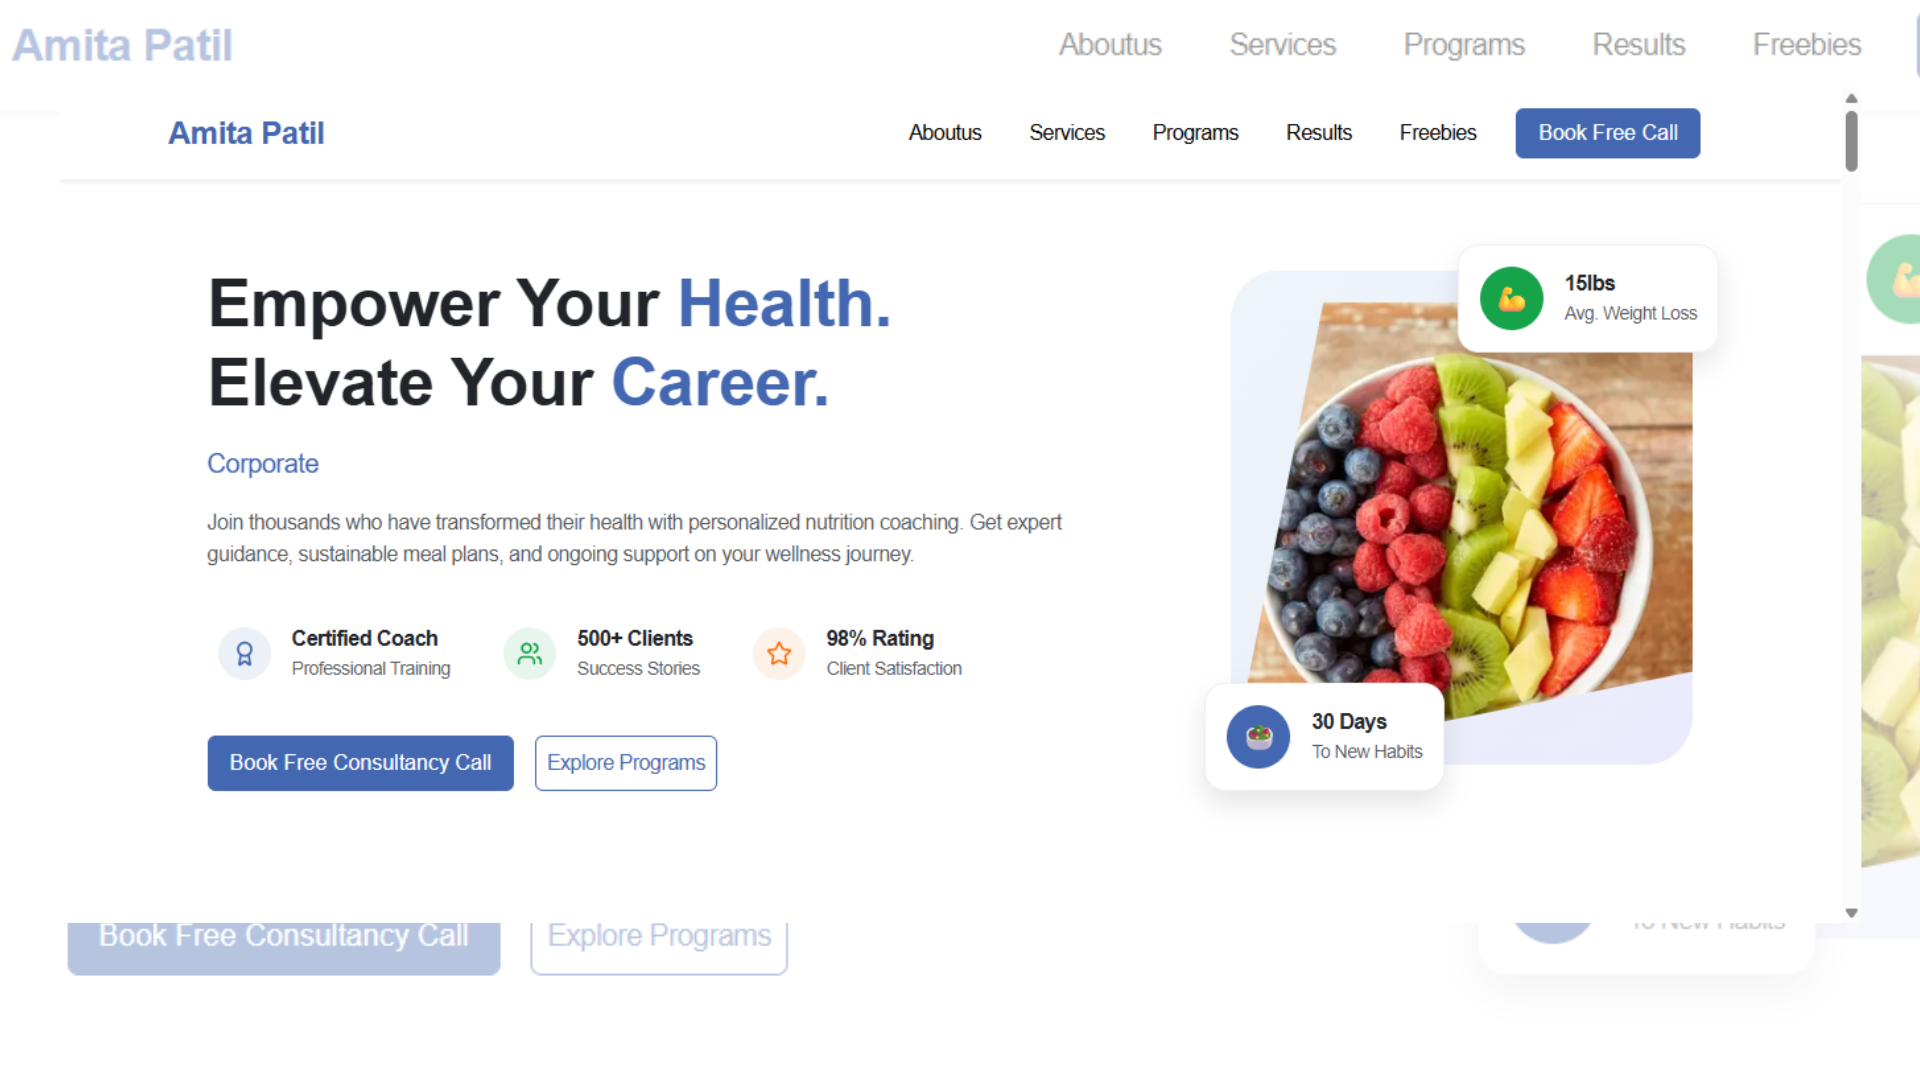 Amita Patil
Aboutus Services Programs Results Freebies
Amita Patil
Aboutus Services Programs Results Freebies Book Free Call
Empower Your Health.
Elevate Your Career.
Corporate
Join thousands who have transformed their health with personalized nutrition coaching. Get expert
guidance, sustainable meal plans, and ongoing support on your wellness journey.
Certified Coach
Professional Training
500+ Clients
Success Stories
98% Rating
Client Satisfaction
Book Free Consultancy Call
Explore Programs
15lbs
Avg. Weight Loss
30 Days
To New Habits
Book Free Consultancy Call
Explore Programs
To New Habits